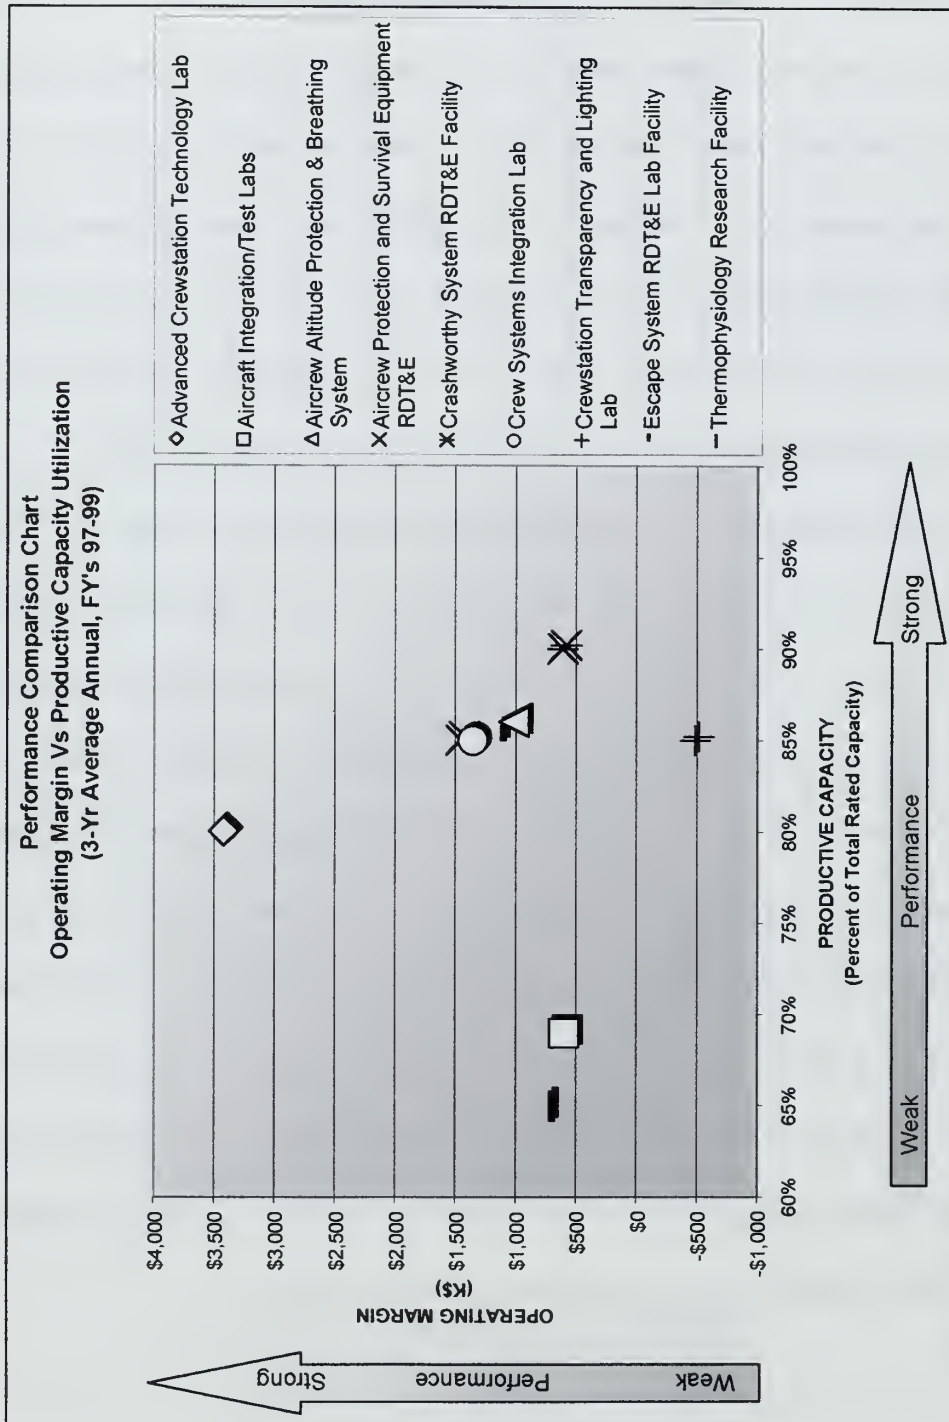 Performance Comparison Chart
Operating Margin Vs Productive Capacity Utilization
(3-Yr Average Annual, FY's 97-99)
Strong
Performance
Weak
OPERATING MARGIN
(K$)
$4,000
$3,500
$3,000
$2,500
$2,000
$1,500
$1,000
$500
$0
-$500
-$1,000
60%
65%
70%
75%
80%
85%
90%
95%
100%
PRODUCTIVE CAPACITY
(Percent of Total Rated Capacity)
Weak
Performance
Strong
Advanced Crewstation Technology Lab
Aircraft Integration/Test Labs
Aircrew Altitude Protection & Breathing
System
Aircrew Protection and Survival Equipment
RDT&E
Crashworthy System RDT&E Facility
Crew Systems Integration Lab
Crewstation Transparency and Lighting
Lab
Escape System RDT&E Lab Facility
Thermophysiology Research Facility